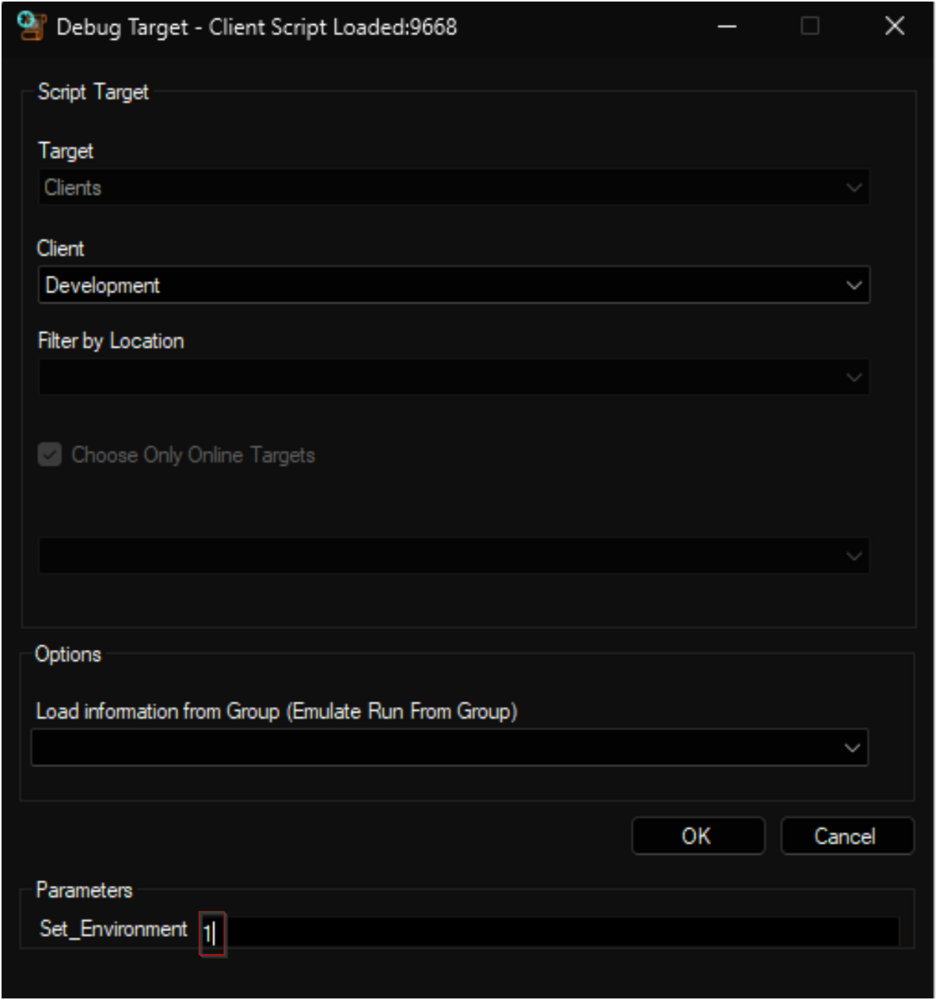 Debug Target - Client Script Loaded:9668
Script Target
Target
Clients
Client
Development
Filter by Location
Choose Only Online Targets
Options
Load information from Group (Emulate Run From Group)
OK Cancel
Parameters
Set_Environment 1